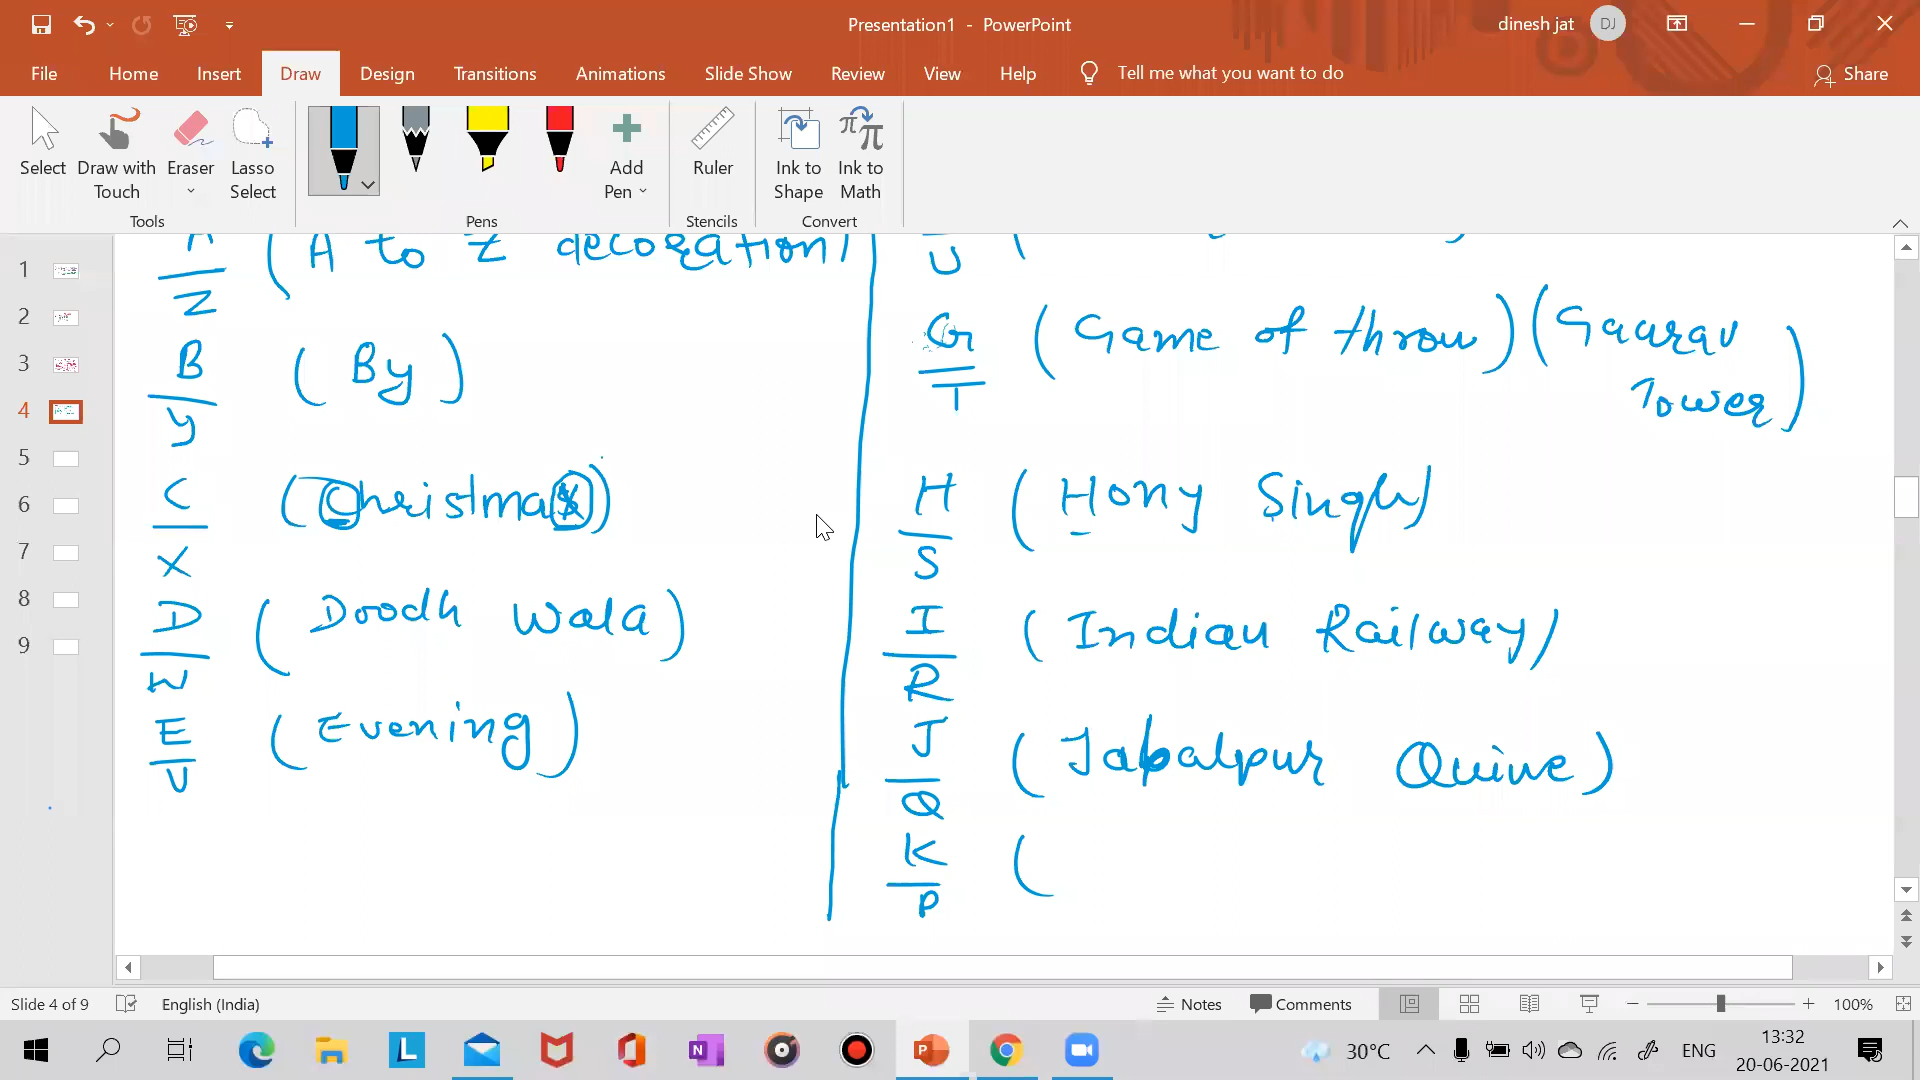 Presentation1 - PowerPoint
dinesh jat
DJ
File Home Insert Draw Design Transitions Animations Slide Show Review View Help Tell me what you want to do
Share
Select
Draw with Touch
Eraser
Lasso Select
Add Pen
Ruler
Ink to Shape
Ink to Math
Tools
Pens
Stencils
Convert
1
2
3
4
5
6
7
8
9
A
Z
(A to Z decoration)
B
Y
(By)
C
X
(Christmas)
D
W
(Doodh Wala)
E
V
(Evening)
U
G
T
(Game of throw) (Gaurav
Tower)
H
S
(Hony Singh)
I
R
(Indian Railway)
J
Q
(Jabalpur Quine)
K
P
(
Slide 4 of 9
English (India)
Notes
Comments
100%
30°C
ENG
13:32
20-06-2021